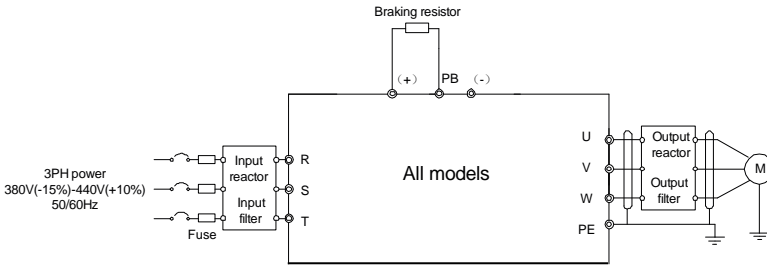 Braking resistor
(+)
PB
(-)
3PH power
380V(-15%)-440V(+10%)
50/60Hz
Fuse
Input
reactor
Input
filter
R
S
T
All models
U
V
W
PE
Output
reactor
Output
filter
M